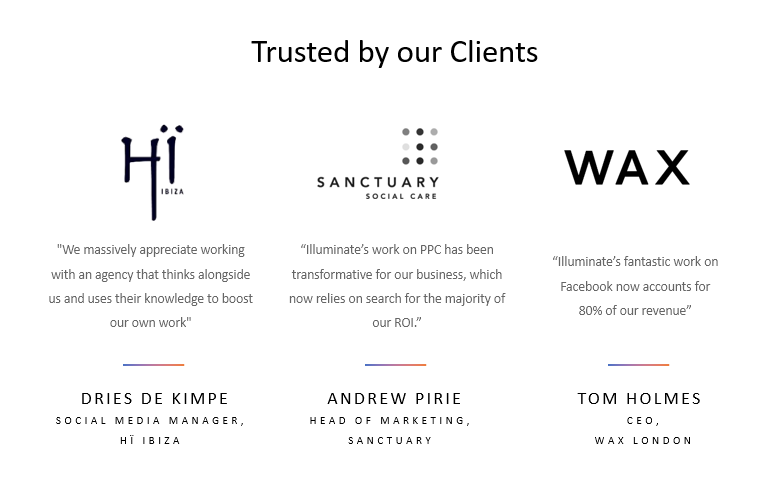 Trusted by our Clients
HÏ
IBIZA
SANCTUARY
SOCIAL CARE
WAX
"We massively appreciate working
with an agency that thinks alongside
us and uses their knowledge to boost
our own work"
“Illuminate’s work on PPC has been
transformative for our business, which
now relies on search for the majority of
our ROI.”
“Illuminate’s fantastic work on
Facebook now accounts for
80% of our revenue”
DRIES DE KIMPE
SOCIAL MEDIA MANAGER,
HÏ IBIZA
ANDREW PIRIE
HEAD OF MARKETING,
SANCTUARY
TOM HOLMES
CEO,
WAX LONDON